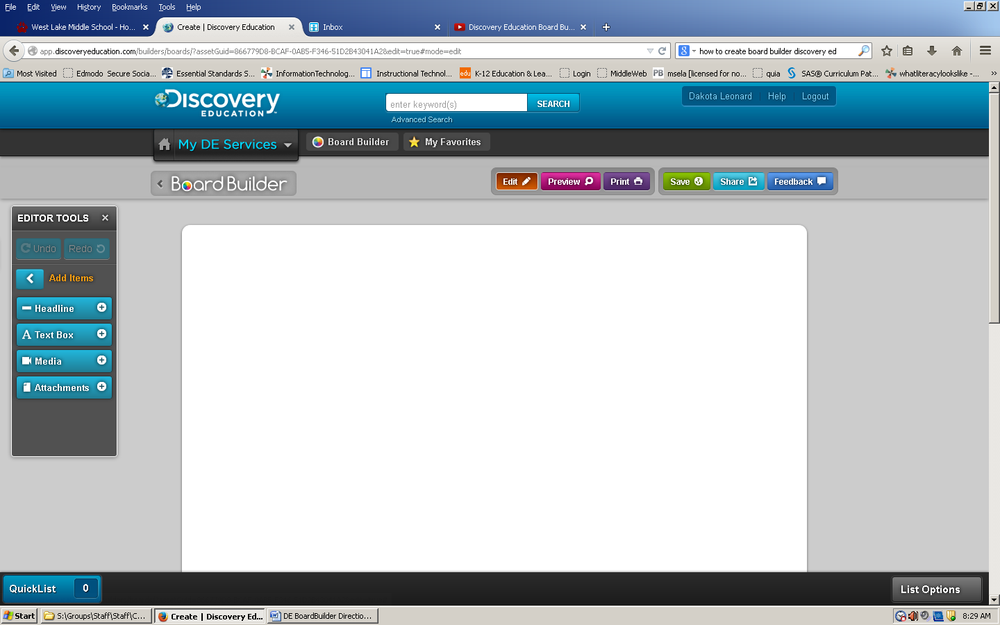 File Edit View History Bookmarks Tools Help
West Lake Middle School - Ho... Create | Discovery Education Inbox Discovery Education Board Bu...
app.discoveryeducation.com/builders/boards/?assetGuid=866779D8-BCAF-0AB5-F346-51D2B43041A2&edit=true#mode=edit how to create board builder discovery ed
Most Visited Edmodo Secure Socia... Essential Standards S... InformationTechnolog... Instructional Technol... edu K-12 Education & Lea... Login MiddleWeb PB msela [licensed for no... quia SAS® Curriculum Pat... whatliteracylookslike -... »
Discovery
EDUCATION™
enter keyword(s) SEARCH
Advanced Search
Dakota Leonard Help Logout
My DE Services Board Builder My Favorites
Board Builder Edit Preview Print Save Share Feedback
EDITOR TOOLS
Undo Redo
Add Items
Headline
A Text Box
Media
Attachments
QuickList 0 List Options
Start S:\Groups\Staff\Staff\C... Create | Discovery Ed... DE BoardBuilder Directio... 8:29 AM